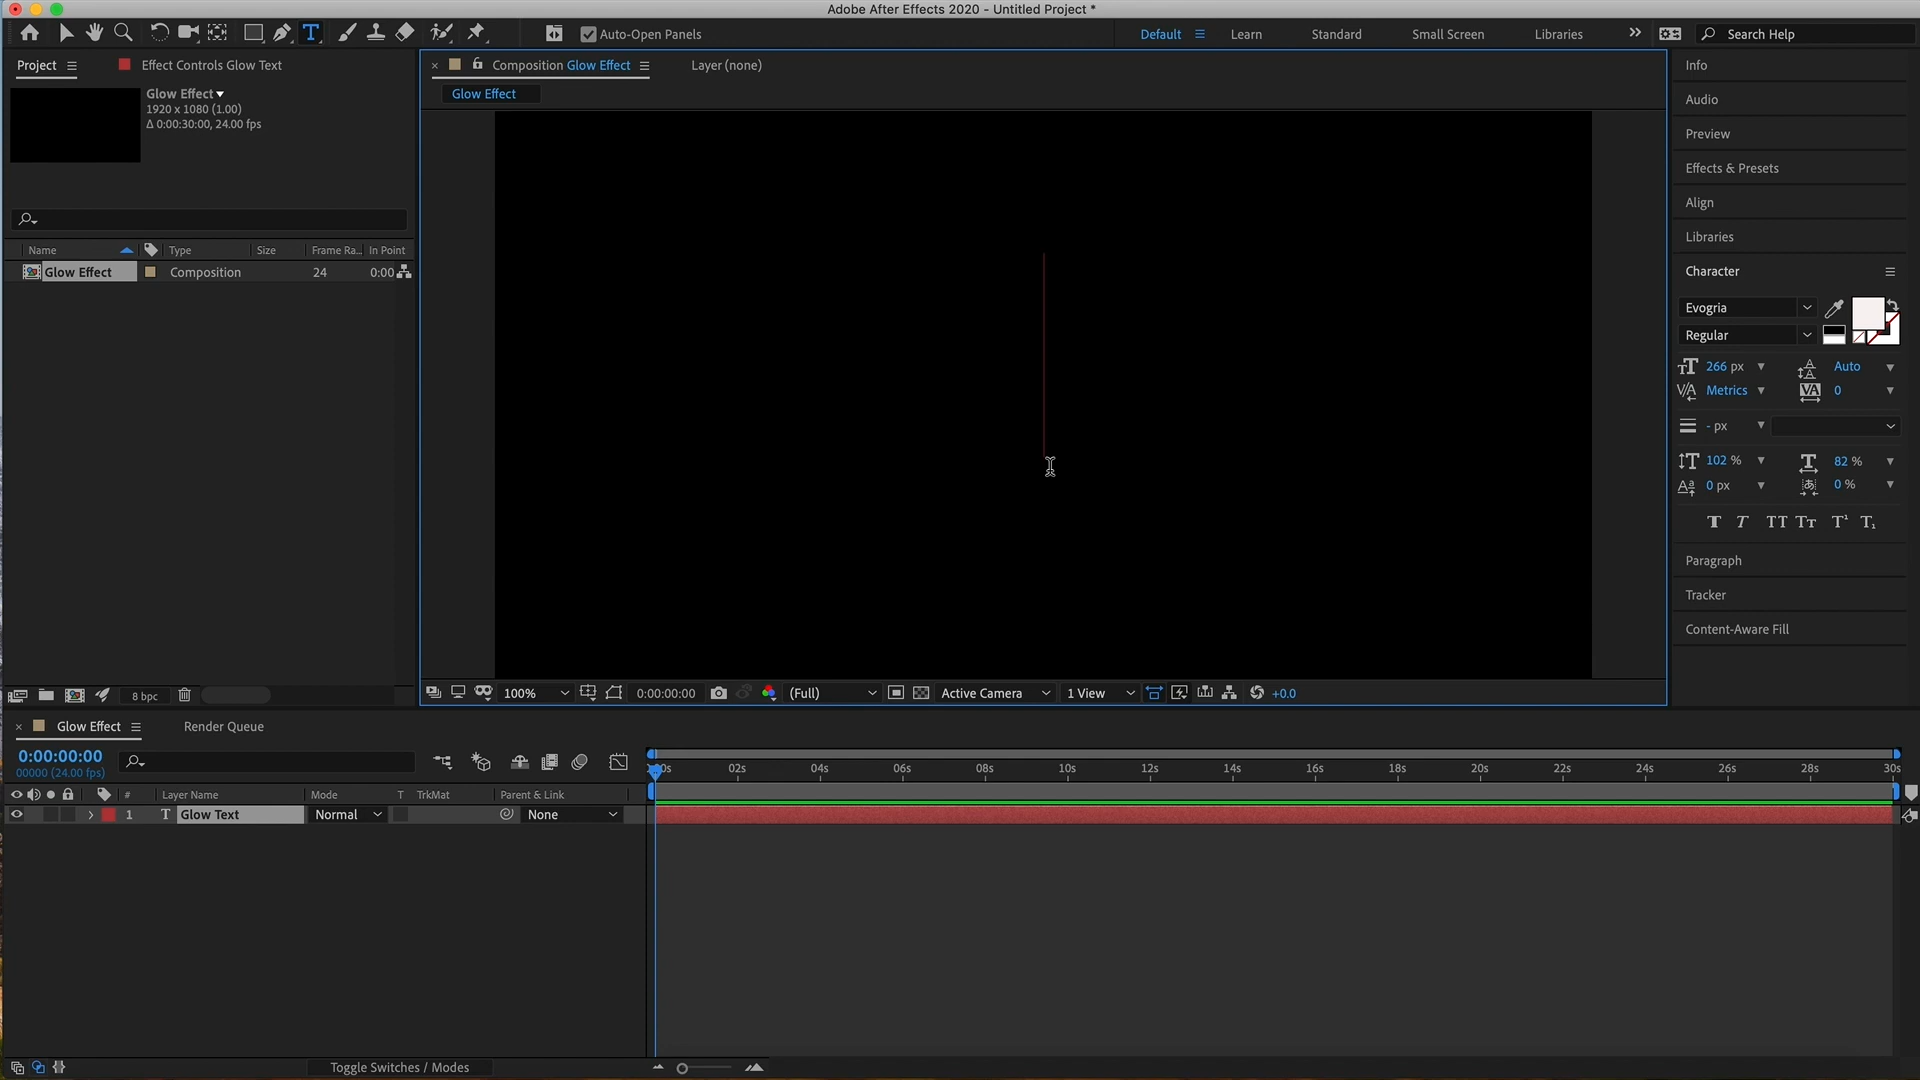 Adobe After Effects 2020 - Untitled Project *
Auto-Open Panels
Default
Learn
Standard
Small Screen
Libraries
Search Help
Project
Effect Controls Glow Text
Glow Effect
1920 x 1080 (1.00)
Δ 0:00:30:00, 24.00 fps
Name
Type
Size
Frame Ra...
In Point
Glow Effect
Composition
24
0:00
8 bpc
Composition Glow Effect
Layer (none)
Glow Effect
100%
0:00:00:00
(Full)
Active Camera
1 View
+0.0
Info
Audio
Preview
Effects & Presets
Align
Libraries
Character
Evogria
Regular
266 px
Auto
Metrics
0
- px
102 %
82 %
0 px
0 %
Paragraph
Tracker
Content-Aware Fill
Glow Effect
Render Queue
0:00:00:00
00000 (24.00 fps)
# Layer Name
Mode
T TrkMat
Parent & Link
1 T Glow Text
Normal
None
02s 04s 06s 08s 10s 12s 14s 16s 18s 20s 22s 24s 26s 28s 30s
Toggle Switches / Modes